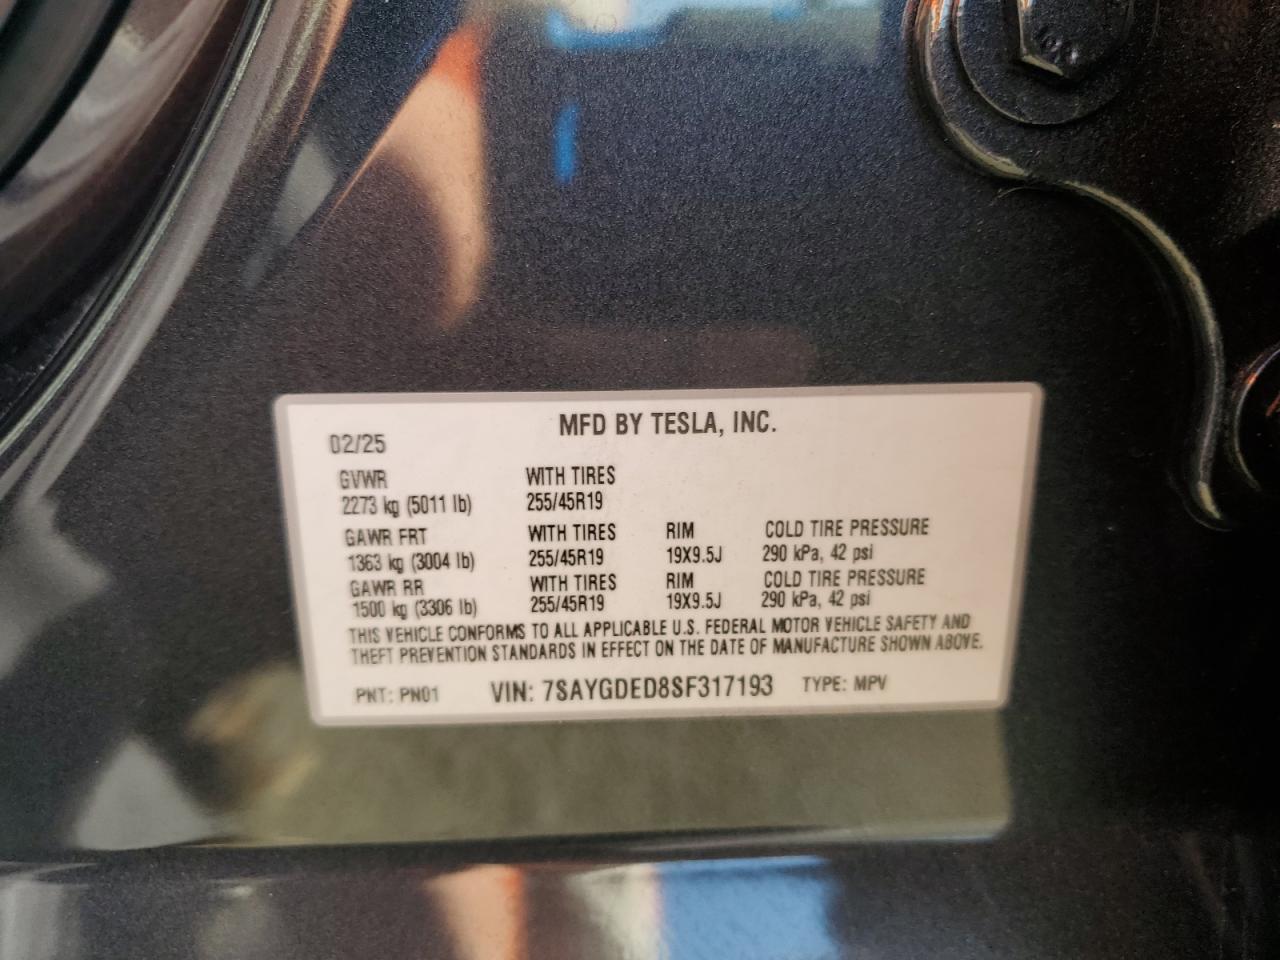 MFD BY TESLA, INC.
02/25
GVWR WITH TIRES
2273 kg (5011 lb) 255/45R19
GAWR FRT WITH TIRES RIM COLD TIRE PRESSURE
1363 kg (3004 lb) 255/45R19 19X9.5J 290 kPa, 42 psi
GAWR RR WITH TIRES RIM COLD TIRE PRESSURE
1500 kg (3306 lb) 255/45R19 19X9.5J 290 kPa, 42 psi
THIS VEHICLE CONFORMS TO ALL APPLICABLE U.S. FEDERAL MOTOR VEHICLE SAFETY AND
THEFT PREVENTION STANDARDS IN EFFECT ON THE DATE OF MANUFACTURE SHOWN ABOVE.
PNT: PN01 VIN: 7SAYGDED8SF317193 TYPE: MPV